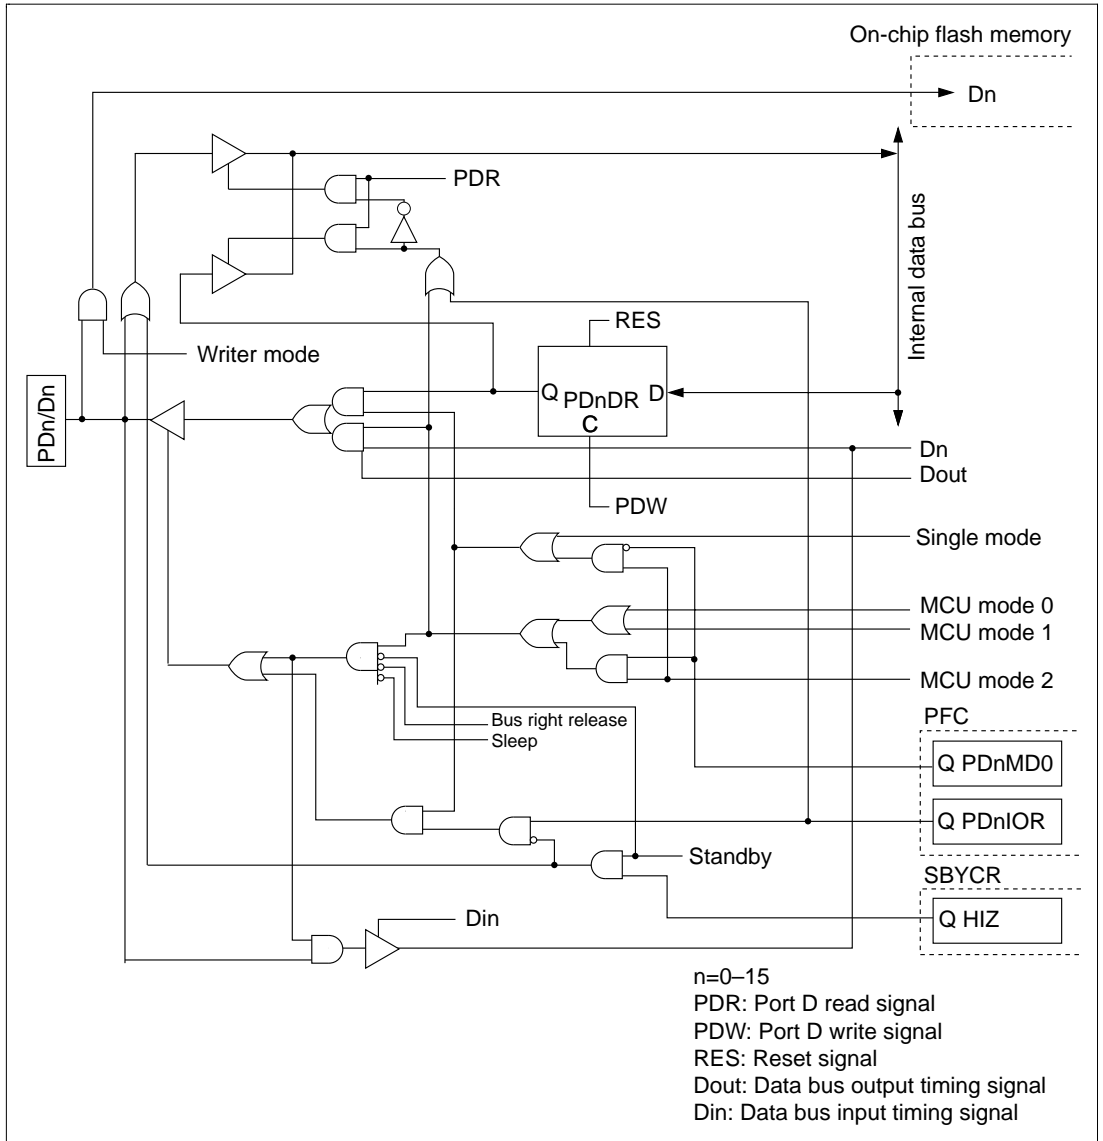 On-chip flash memory
Dn
PDR
Internal data bus
RES
Writer mode
PDn/Dn
Q PDnDR D
C
Dn
Dout
PDW
Single mode
MCU mode 0
MCU mode 1
MCU mode 2
Bus right release
Sleep
PFC
Q PDnMD0
Q PDnIOR
Standby
SBYCR
Q HIZ
Din
n=0–15
PDR: Port D read signal
PDW: Port D write signal
RES: Reset signal
Dout: Data bus output timing signal
Din: Data bus input timing signal